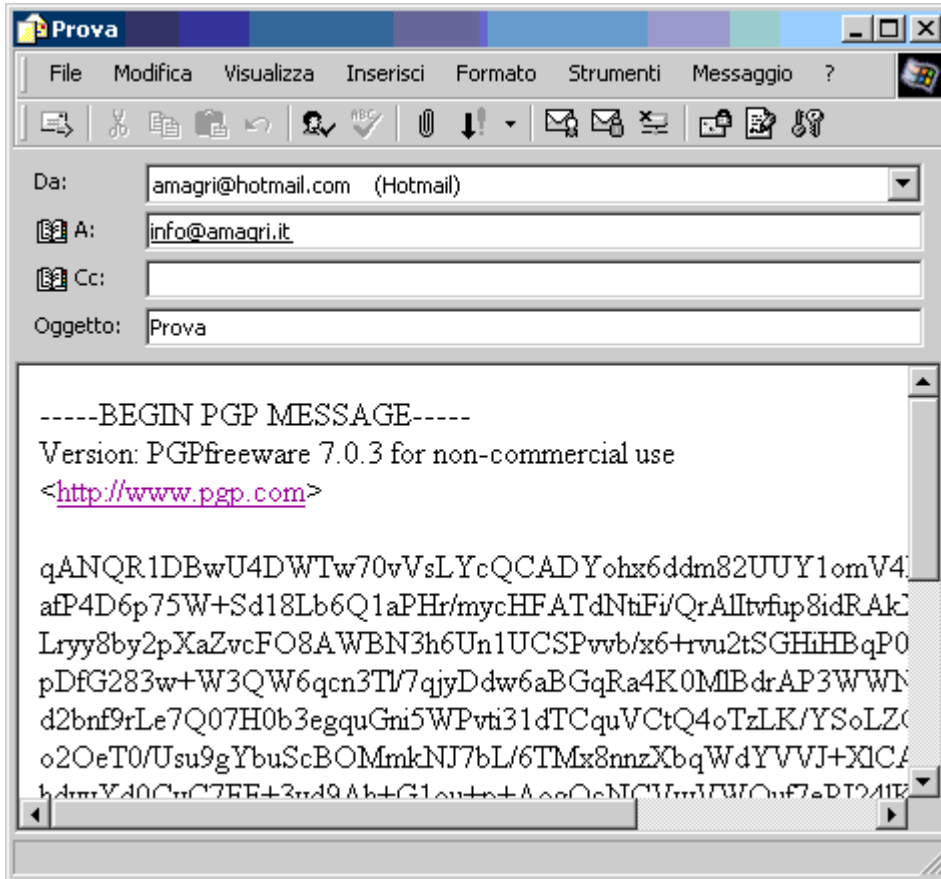 Prova
File Modifica Visualizza Inserisci Formato Strumenti Messaggio ?
Da: amagri@hotmail.com (Hotmail)
A: info@amagri.it
Cc:
Oggetto: Prova
-----BEGIN PGP MESSAGE-----
Version: PGPfreeware 7.0.3 for non-commercial use
<http://www.pgp.com>
qANQR1DBwU4DWTw70vVsLYcQCADYohx6ddm82UUY1omV4
afP4D6p75W+Sd18Lb6Q1aPHr/mycHFATdNtiFi/QrAlItvfup8idRAk
Lryy8by2pXaZvcFO8AWBN3h6Un1UCSPvvb/x6+rvu2tSGHiHBqP0
pDfG283w+W3QW6qcn3Tl/7qjyDdw6aBGqRa4K0MlBdrAP3WWN
d2bnf9rLe7Q07H0b3egquGni5WPvti31dTCquVCtQ4oTzLK/YSoLZ
o2OeT0/Usu9gYbuScBOMmkNJ7bL/6TMx8nnzXbqWdYVVJ+XlCA